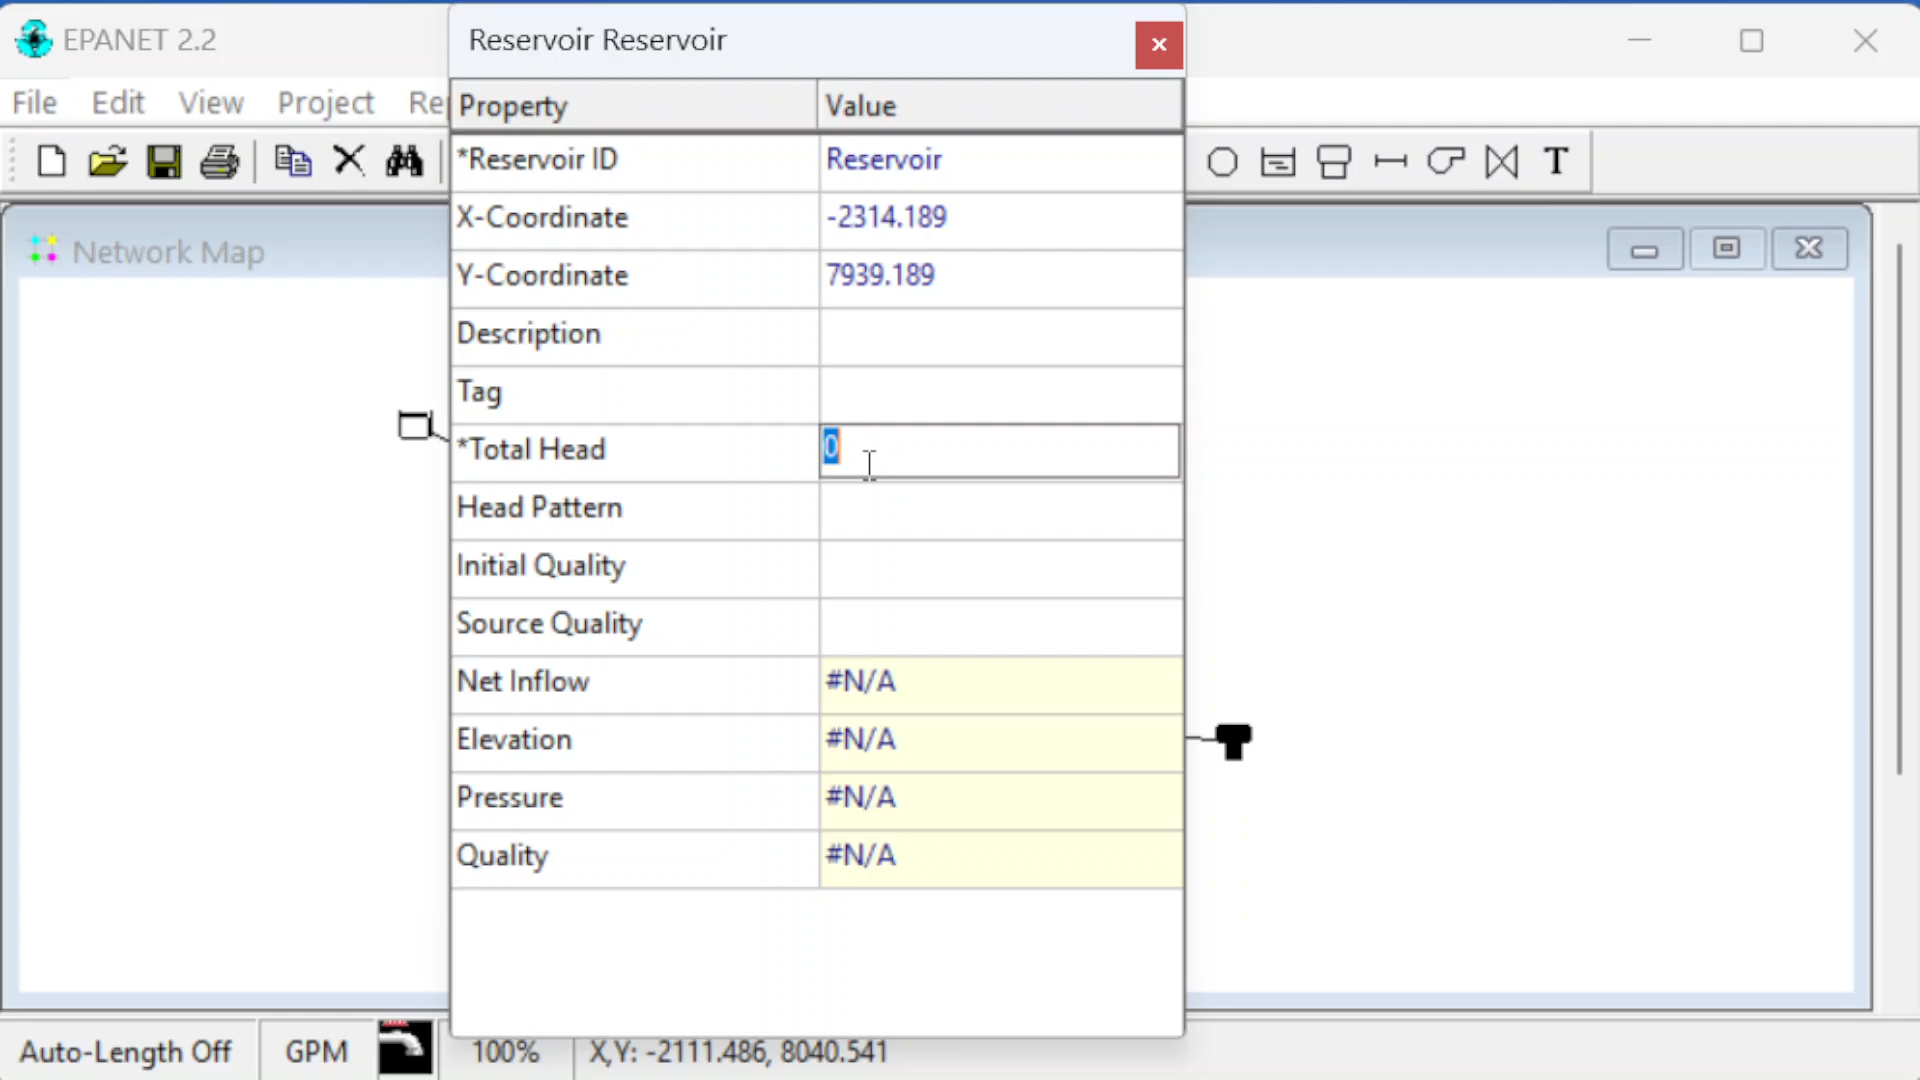 EPANET 2.2
Reservoir Reservoir
File Edit View Project Re
Property Value
*Reservoir ID Reservoir
X-Coordinate -2314.189
Y-Coordinate 7939.189
Description
Tag
*Total Head 0
Head Pattern
Initial Quality
Source Quality
Net Inflow #N/A
Elevation #N/A
Pressure #N/A
Quality #N/A
T
Network Map
Auto-Length Off GPM 100% X,Y: -2111.486, 8040.541